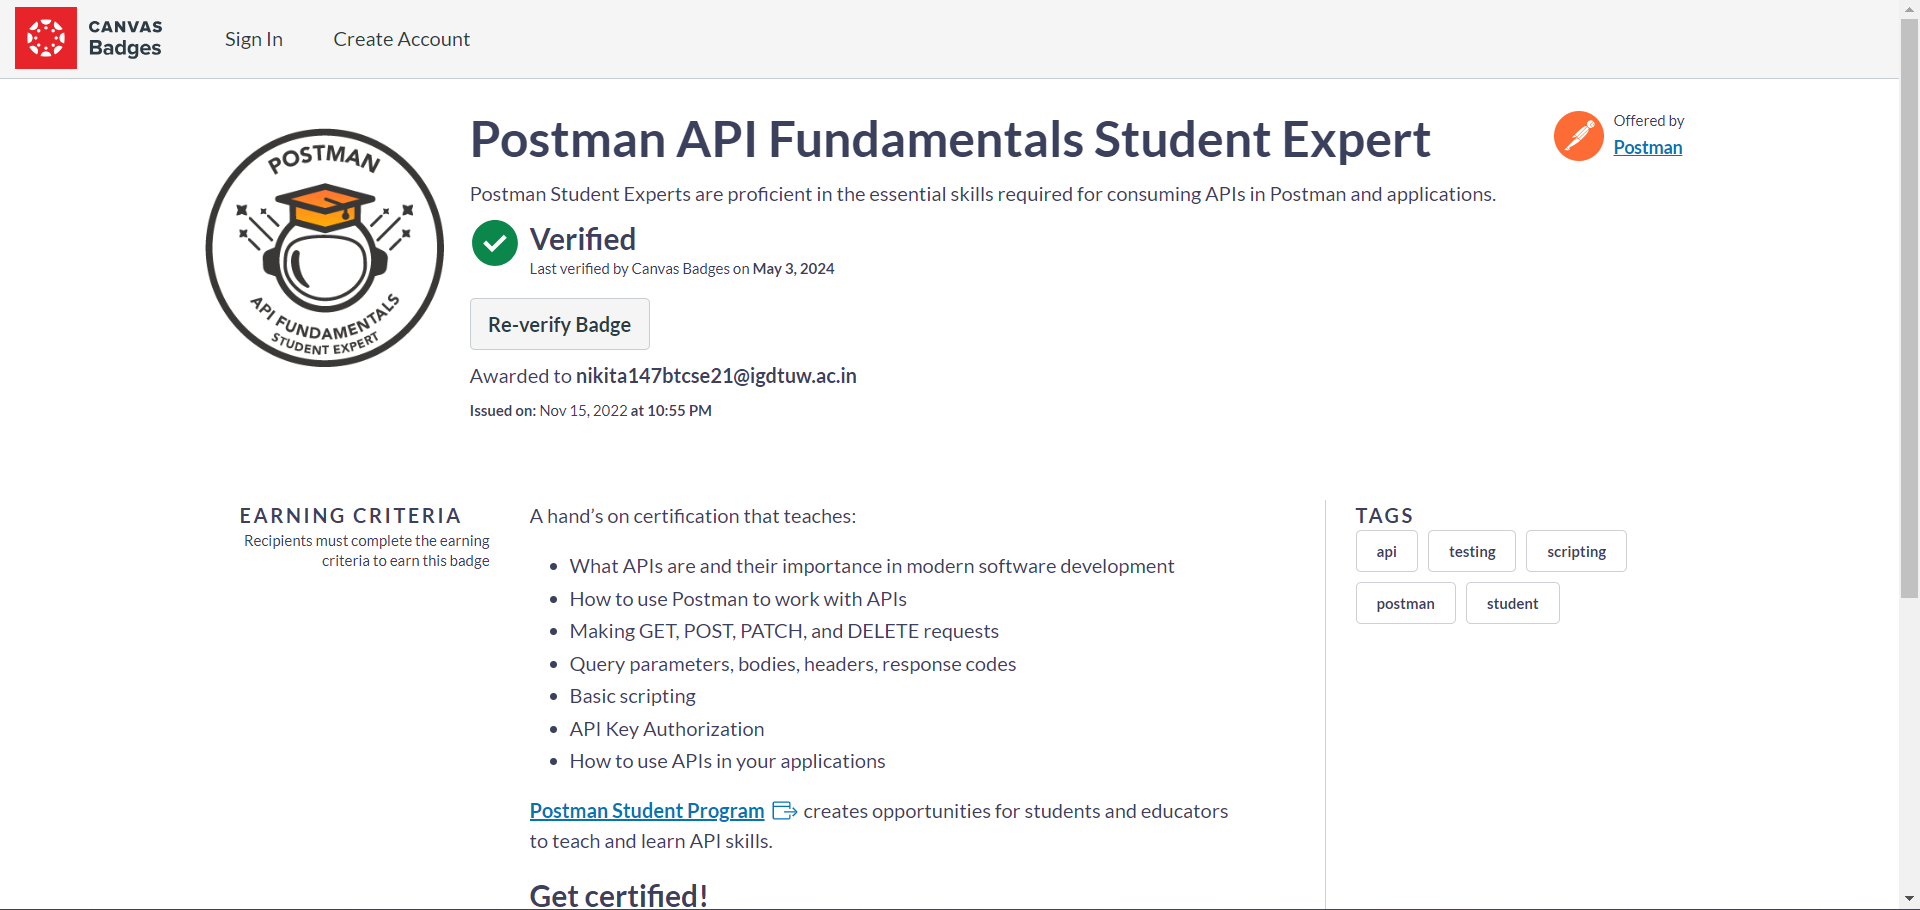 CANVAS
Badges
Sign In
Create Account
POSTMAN
API FUNDAMENTALS
STUDENT EXPERT
Postman API Fundamentals Student Expert
Postman Student Experts are proficient in the essential skills required for consuming APIs in Postman and applications.
Offered by
Postman
Verified
Last verified by Canvas Badges on May 3, 2024
Re-verify Badge
Awarded to nikita147btcse21@igdtuw.ac.in
Issued on: Nov 15, 2022 at 10:55 PM
EARNING CRITERIA
Recipients must complete the earning
criteria to earn this badge
A hand’s on certification that teaches:
• What APIs are and their importance in modern software development
• How to use Postman to work with APIs
• Making GET, POST, PATCH, and DELETE requests
• Query parameters, bodies, headers, response codes
• Basic scripting
• API Key Authorization
• How to use APIs in your applications
Postman Student Program creates opportunities for students and educators
to teach and learn API skills.
Get certified!
TAGS
api testing scripting
postman student